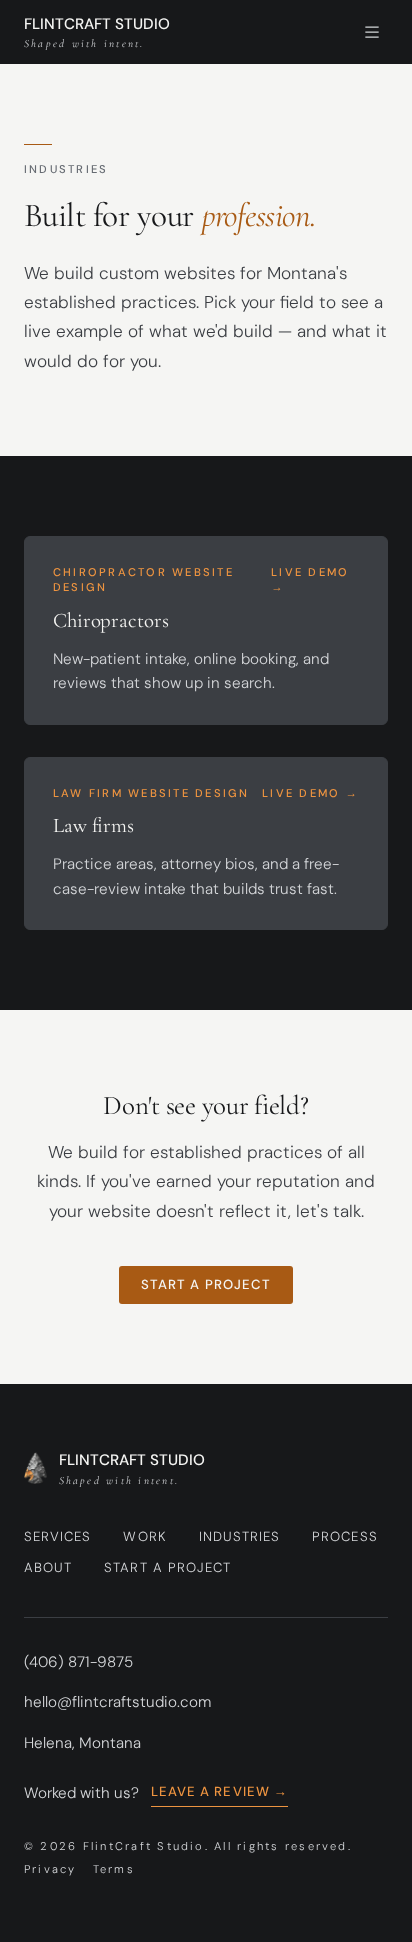 FLINTCRAFT STUDIO
Shaped with intent.
INDUSTRIES
Built for your profession.
We build custom websites for Montana's
established practices. Pick your field to see a
live example of what we'd build — and what it
would do for you.
CHIROPRACTOR WEBSITE DESIGN
LIVE DEMO →
Chiropractors
New-patient intake, online booking, and
reviews that show up in search.
LAW FIRM WEBSITE DESIGN LIVE DEMO →
Law firms
Practice areas, attorney bios, and a free-
case-review intake that builds trust fast.
Don't see your field?
We build for established practices of all
kinds. If you've earned your reputation and
your website doesn't reflect it, let's talk.
START A PROJECT
FLINTCRAFT STUDIO
Shaped with intent.
SERVICES WORK INDUSTRIES PROCESS
ABOUT START A PROJECT
(406) 871-9875
hello@flintcraftstudio.com
Helena, Montana
Worked with us? LEAVE A REVIEW →
© 2026 FlintCraft Studio. All rights reserved.
Privacy Terms